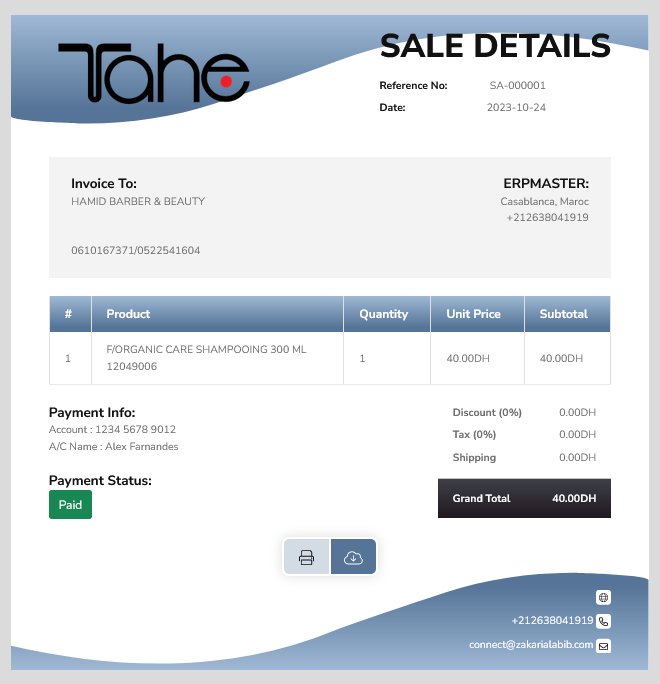 Tahe
SALE DETAILS
Reference No: SA-000001
Date: 2023-10-24
Invoice To:
HAMID BARBER & BEAUTY
0610167371/0522541604
ERPMASTER:
Casablanca, Maroc
+212638041919
# Product Quantity Unit Price Subtotal
1 F/ORGANIC CARE SHAMPOOING 300 ML 1 40.00DH 40.00DH
12049006
Payment Info:
Account : 1234 5678 9012
A/C Name : Alex Farnandes
Payment Status:
Paid
Discount (0%) 0.00DH
Tax (0%) 0.00DH
Shipping 0.00DH
Grand Total 40.00DH
+212638041919
connect@zakarialabib.com